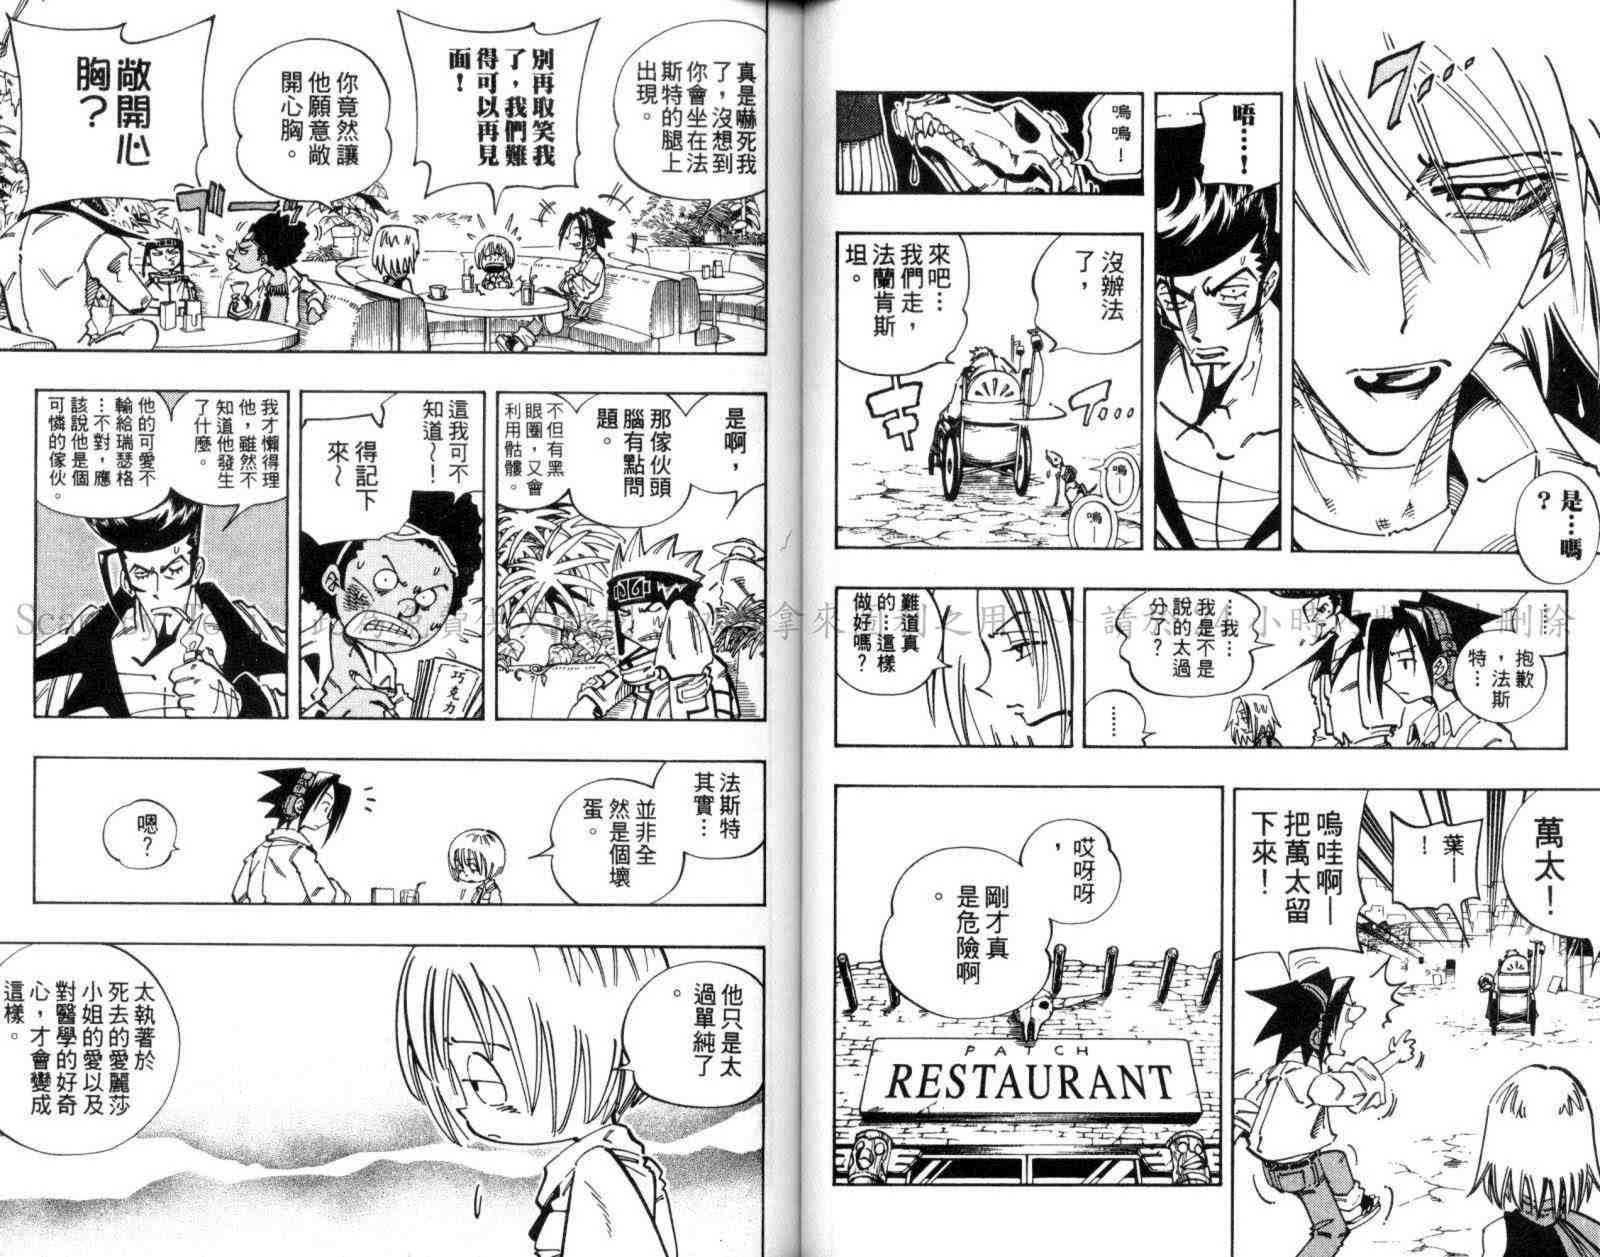 是…嗎
？
唔…！
嗚嗚！
沒辦法
了，
來吧…
我們走，
法蘭肯斯
坦。
嗚—
嗚—
…抱歉
，法斯
特…
…我…
我是不是
說的太過
分了？
……
難道真
的…這樣
做好嗎？
萬太！
葉—
！
嗚哇啊—
把萬太留
下來！
哎呀呀
，
剛才真
是危險啊
。
PATCH
RESTAURANT
真是嚇死我
了，沒想到
你會坐在法
斯特的腿上
出現。
別再取笑我
了，我們難
得可以再見
面！
你竟然讓
他願意敞
開心胸。
敞開心
胸？
是啊，
那傢伙頭
腦有點問
題。
不但有黑
眼圈，又會
利用骷髏。
這我可不
知道～！
得記下
來～
巧克力
我才懶得理
他，雖然不
知道他發生
了什麼。
他的可愛不
輸給瑞瑟格
…不對，應
該說他是個
可憐的傢伙。
法斯特
其實…
並非全
然是個壞
蛋。
嗯？
他只是太
過單純了
。
太執著於
死去的愛麗莎
小姐的愛以及
對醫學的好奇
心，才會變成
這樣。